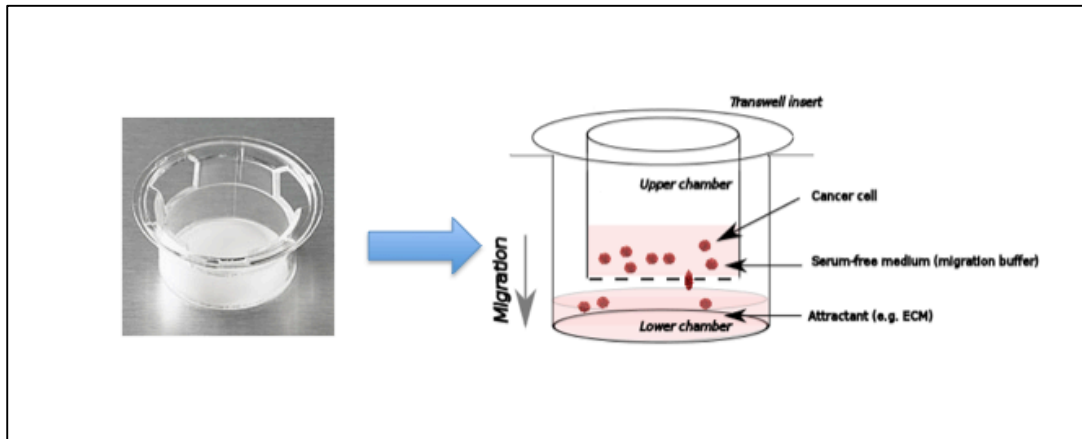 Transwell insert
Upper chamber
Cancer cell
Serum-free medium (migration buffer)
Migration
Attractant (e.g. ECM)
Lower chamber